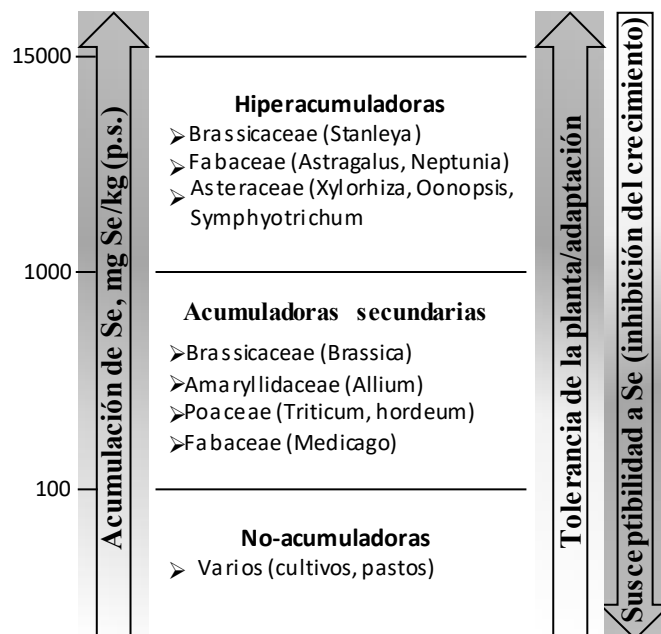 15000
Hiperacumuladoras
➢ Brassicaceae (Stanleya)
➢ Fabaceae (Astragalus, Neptunia)
➢ Asteraceae (Xylorhiza, Oonopsis,
Symphyotrichum
1000
Acumuladoras secundarias
➢ Brassicaceae (Brassica)
➢ Amaryllidaceae (Allium)
➢ Poaceae (Triticum, hordeum)
➢ Fabaceae (Medicago)
100
No-acumuladoras
➢ Varios (cultivos, pastos)
Acumulación de Se, mg Se/kg (p.s.)
Tolerancia de la planta/adaptación
Susceptibilidad a Se (inhibición del crecimiento)